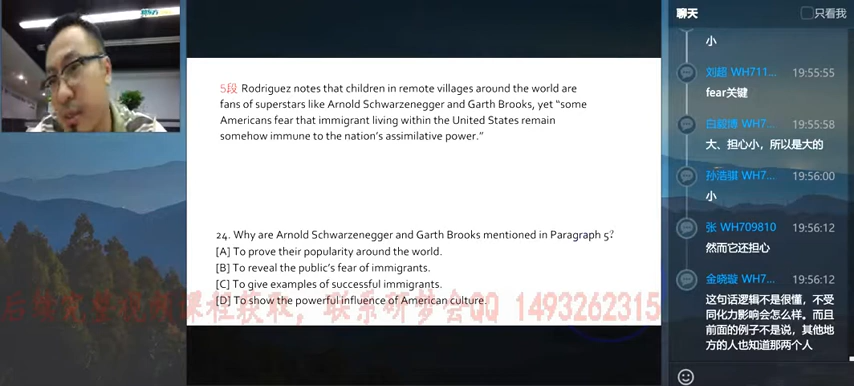 5段 Rodriguez notes that children in remote villages around the world are
fans of superstars like Arnold Schwarzenegger and Garth Brooks, yet “some
Americans fear that immigrant living within the United States remain
somehow immune to the nation’s assimilative power.”
24. Why are Arnold Schwarzenegger and Garth Brooks mentioned in Paragraph 5?
[A] To prove their popularity around the world.
[B] To reveal the public’s fear of immigrants.
[C] To give examples of successful immigrants.
[D] To show the powerful influence of American culture.
QQ 1493262315
聊天
只看我
小
刘超 WH711... 19:55:55
fear关键
WH7... 19:55:58
大、担心小，所以是大的
孙浩骐 WH7... 19:56:00
小
张 WH709810 19:56:12
然而它还担心
金晓璇 WH7... 19:56:12
这句话逻辑不是很懂，不受
同化力影响会怎么样。而且
前面的例子不是说，其他地
方的人也知道那两个人